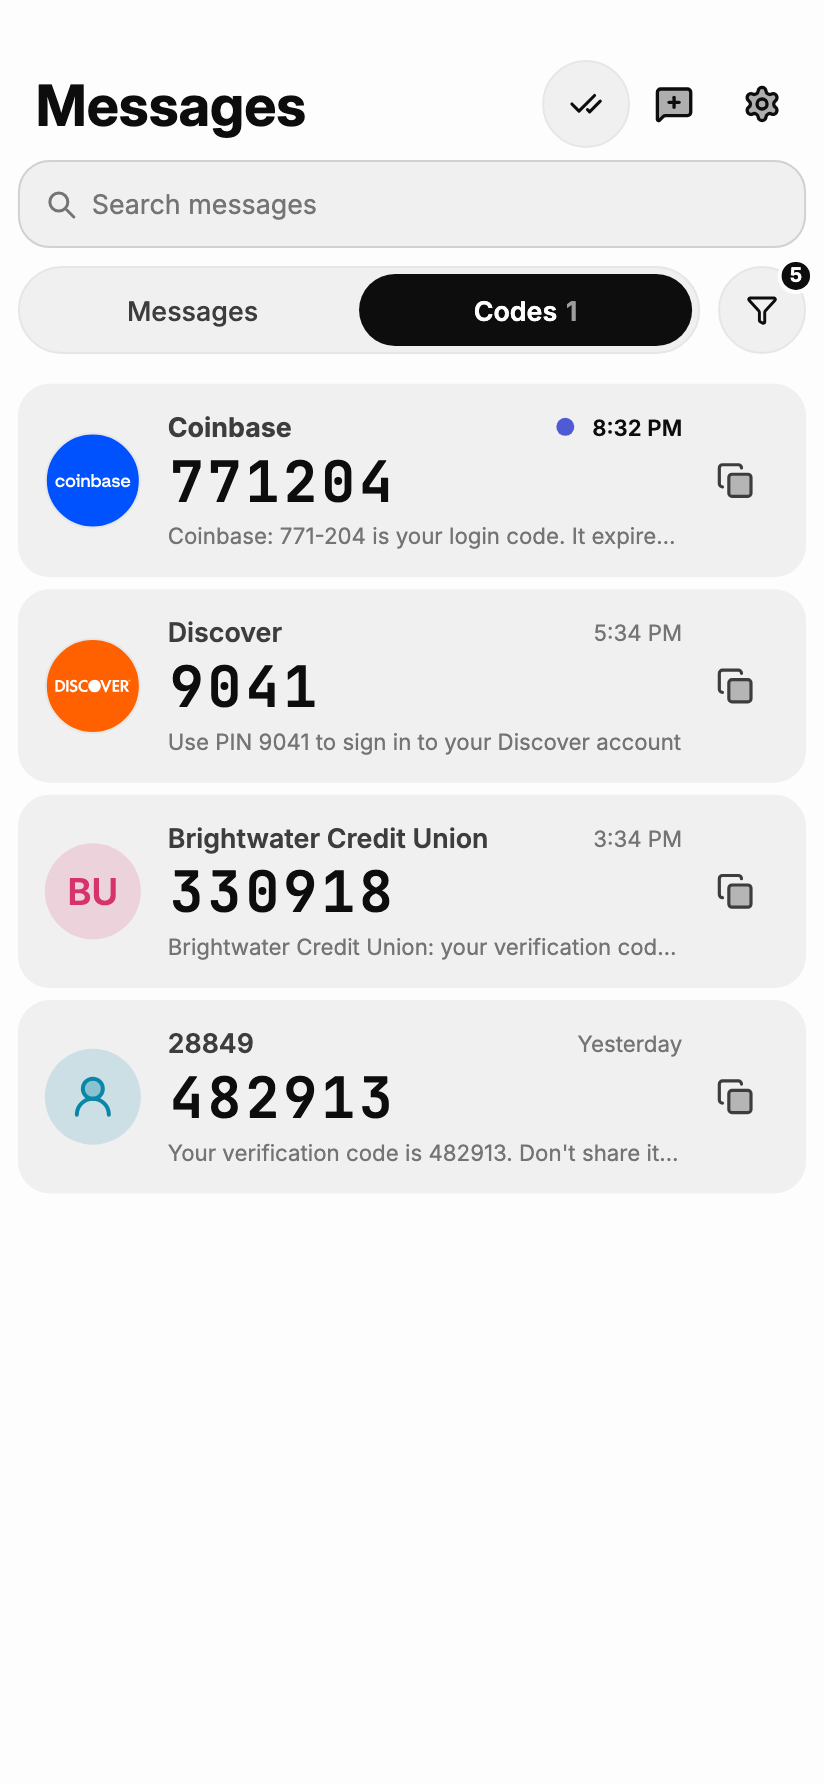 Messages
Search messages
5
Messages
Codes 1
Coinbase
8:32 PM
coinbase
771204
Coinbase: 771-204 is your login code. It expire...
Discover
5:34 PM
DISCOVER
9041
Use PIN 9041 to sign in to your Discover account
Brightwater Credit Union
3:34 PM
BU
330918
Brightwater Credit Union: your verification cod...
28849
Yesterday
482913
Your verification code is 482913. Don't share it...